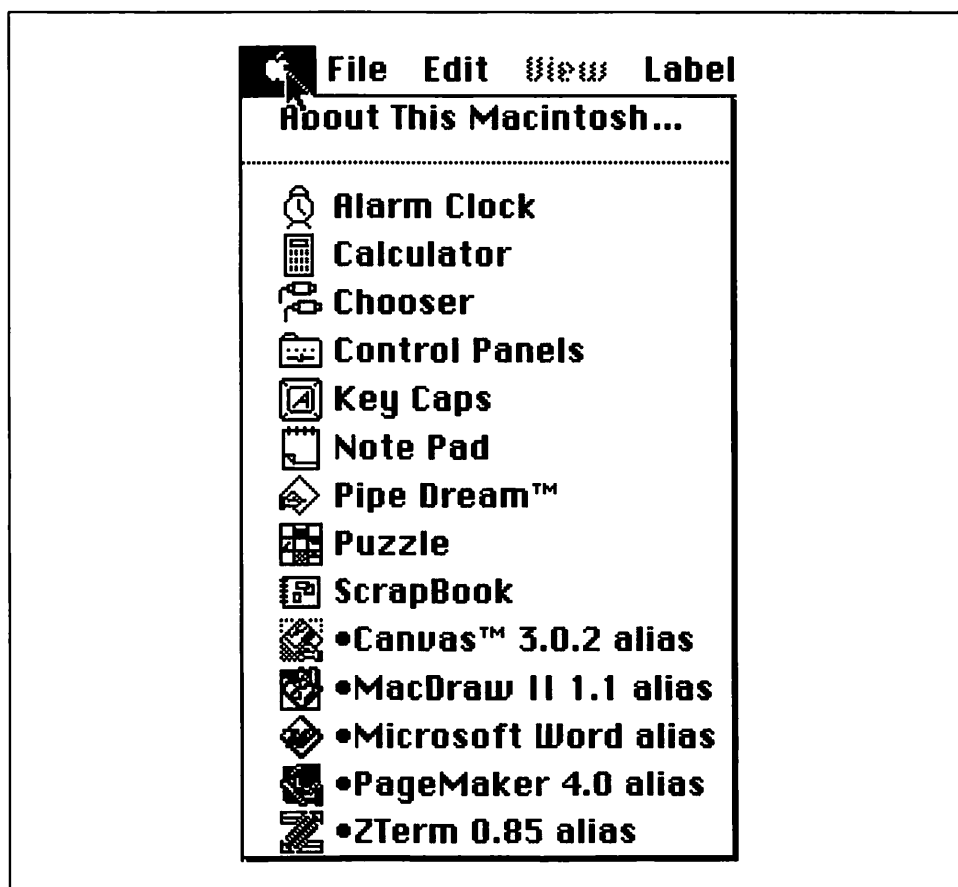 File Edit View Label
About This Macintosh...
Alarm Clock
Calculator
Chooser
Control Panels
Key Caps
Note Pad
Pipe Dream™
Puzzle
ScrapBook
•Canvas™ 3.0.2 alias
•MacDraw II 1.1 alias
•Microsoft Word alias
•PageMaker 4.0 alias
•ZTerm 0.85 alias